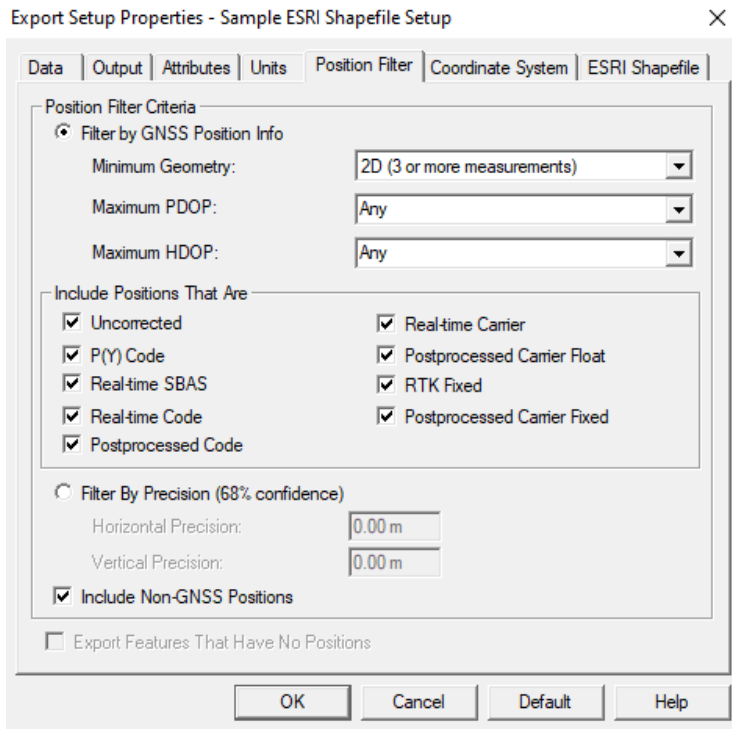 Export Setup Properties - Sample ESRI Shapefile Setup
Data Output Attributes Units Position Filter Coordinate System ESRI Shapefile
Position Filter Criteria
Filter by GNSS Position Info
Minimum Geometry: 2D (3 or more measurements)
Maximum PDOP: Any
Maximum HDOP: Any
Include Positions That Are
Uncorrected Real-time Carrier
P(Y) Code Postprocessed Carrier Float
Real-time SBAS RTK Fixed
Real-time Code Postprocessed Carrier Fixed
Postprocessed Code
Filter By Precision (68% confidence)
Horizontal Precision: 0.00 m
Vertical Precision: 0.00 m
Include Non-GNSS Positions
Export Features That Have No Positions
OK Cancel Default Help